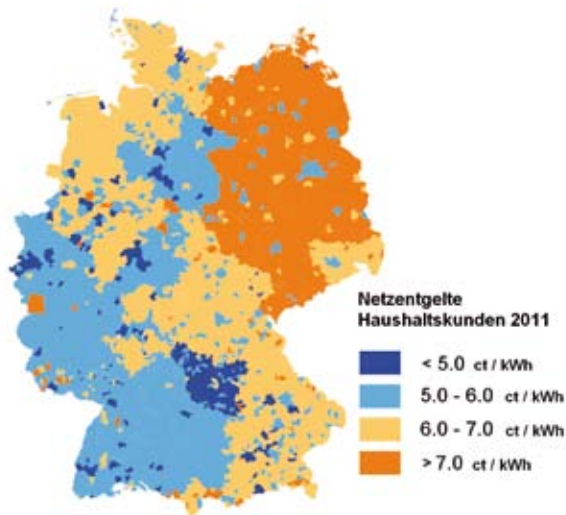 Netzentgelte
Haushaltskunden 2011
< 5.0 ct / kWh
5.0 - 6.0 ct / kWh
6.0 - 7.0 ct / kWh
> 7.0 ct / kWh